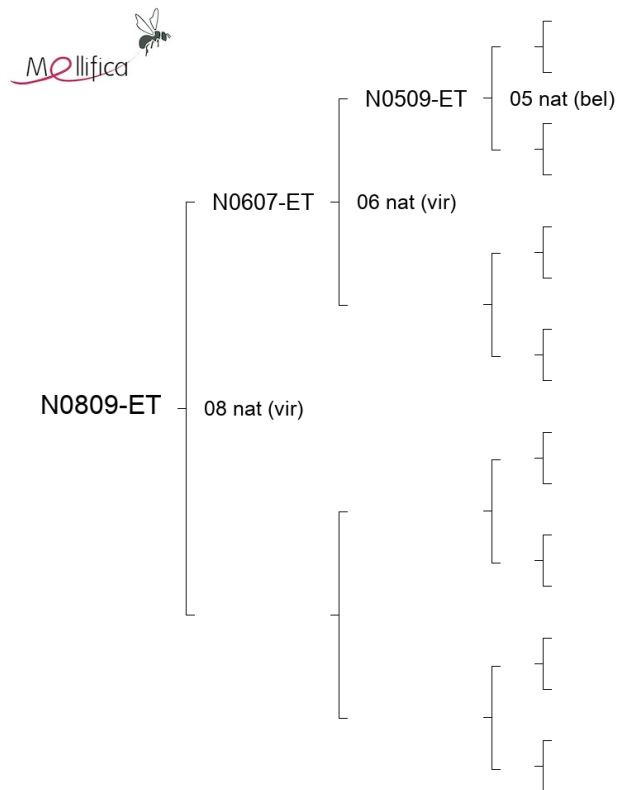 Mellifica
N0509-ET 05 nat (bel)
N0607-ET 06 nat (vir)
N0809-ET 08 nat (vir)